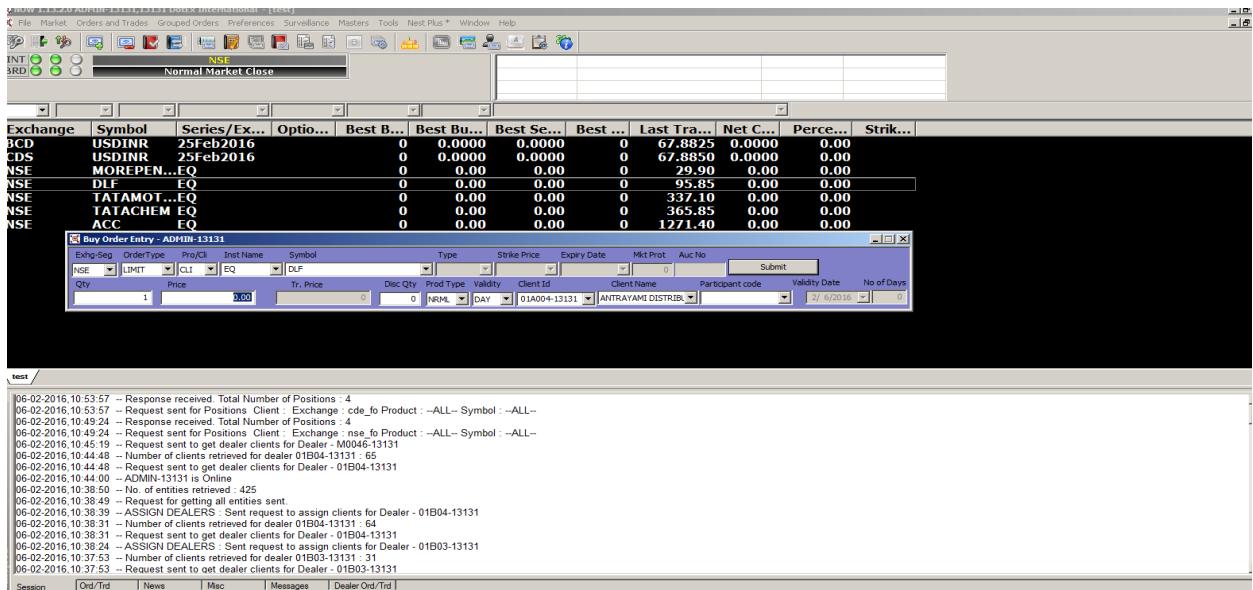 NOW 1.13.2.0 ADMIN-13131,13131 DotEx International - [test]
File Market Orders and Trades Grouped Orders Preferences Surveillance Masters Tools Nest Plus * Window Help
INT NSE
BRD Normal Market Close
Exchange Symbol Series/Ex... Optio... Best B... Best Bu... Best Se... Best ... Last Tra... Net C... Perce... Strik...
BCD USDINR 25Feb2016 0 0.0000 0.0000 0 67.8825 0.0000 0.00
CDS USDINR 25Feb2016 0 0.0000 0.0000 0 67.8850 0.0000 0.00
NSE MOREPEN...EQ 0 0.00 0.00 0 29.90 0.00 0.00
NSE DLF EQ 0 0.00 0.00 0 95.85 0.00 0.00
NSE TATAMOT...EQ 0 0.00 0.00 0 337.10 0.00 0.00
NSE TATACHEM EQ 0 0.00 0.00 0 365.85 0.00 0.00
NSE ACC EQ 0 0.00 0.00 0 1271.40 0.00 0.00
Buy Order Entry - ADMIN-13131
Exhg-Seg OrderType Pro/Cli Inst Name Symbol Type Strike Price Expiry Date Mkt Prot Auc No
NSE LIMIT CLI EQ DLF 0 Submit
Qty Price Tr. Price Disc Qty Prod Type Validity Client Id Client Name Participant code Validity Date No of Days
1 0.00 0 0 NRML DAY 01A004-13131 ANTRAYAMI DISTRIBL 2/ 6/2016 0
test
06-02-2016,10:53:57 -- Response received. Total Number of Positions : 4
06-02-2016,10:53:57 -- Request sent for Positions Client : Exchange : cde_fo Product : --ALL-- Symbol : --ALL--
06-02-2016,10:49:24 -- Response received. Total Number of Positions : 4
06-02-2016,10:49:24 -- Request sent for Positions Client : Exchange : nse_fo Product : --ALL-- Symbol : --ALL--
06-02-2016,10:45:19 -- Request sent to get dealer clients for Dealer - M0046-13131
06-02-2016,10:44:48 -- Number of clients retrieved for dealer 01B04-13131 : 65
06-02-2016,10:44:48 -- Request sent to get dealer clients for Dealer - 01B04-13131
06-02-2016,10:44:00 -- ADMIN-13131 is Online
06-02-2016,10:38:50 -- No. of entities retrieved : 425
06-02-2016,10:38:49 -- Request for getting all entities sent.
06-02-2016,10:38:39 -- ASSIGN DEALERS : Sent request to assign clients for Dealer - 01B04-13131
06-02-2016,10:38:31 -- Number of clients retrieved for dealer 01B04-13131 : 64
06-02-2016,10:38:31 -- Request sent to get dealer clients for Dealer - 01B04-13131
06-02-2016,10:38:24 -- ASSIGN DEALERS : Sent request to assign clients for Dealer - 01B03-13131
06-02-2016,10:37:53 -- Number of clients retrieved for dealer 01B03-13131 : 31
06-02-2016,10:37:53 -- Request sent to get dealer clients for Dealer - 01B03-13131
Session Ord/Trd News Misc Messages Dealer Ord/Trd